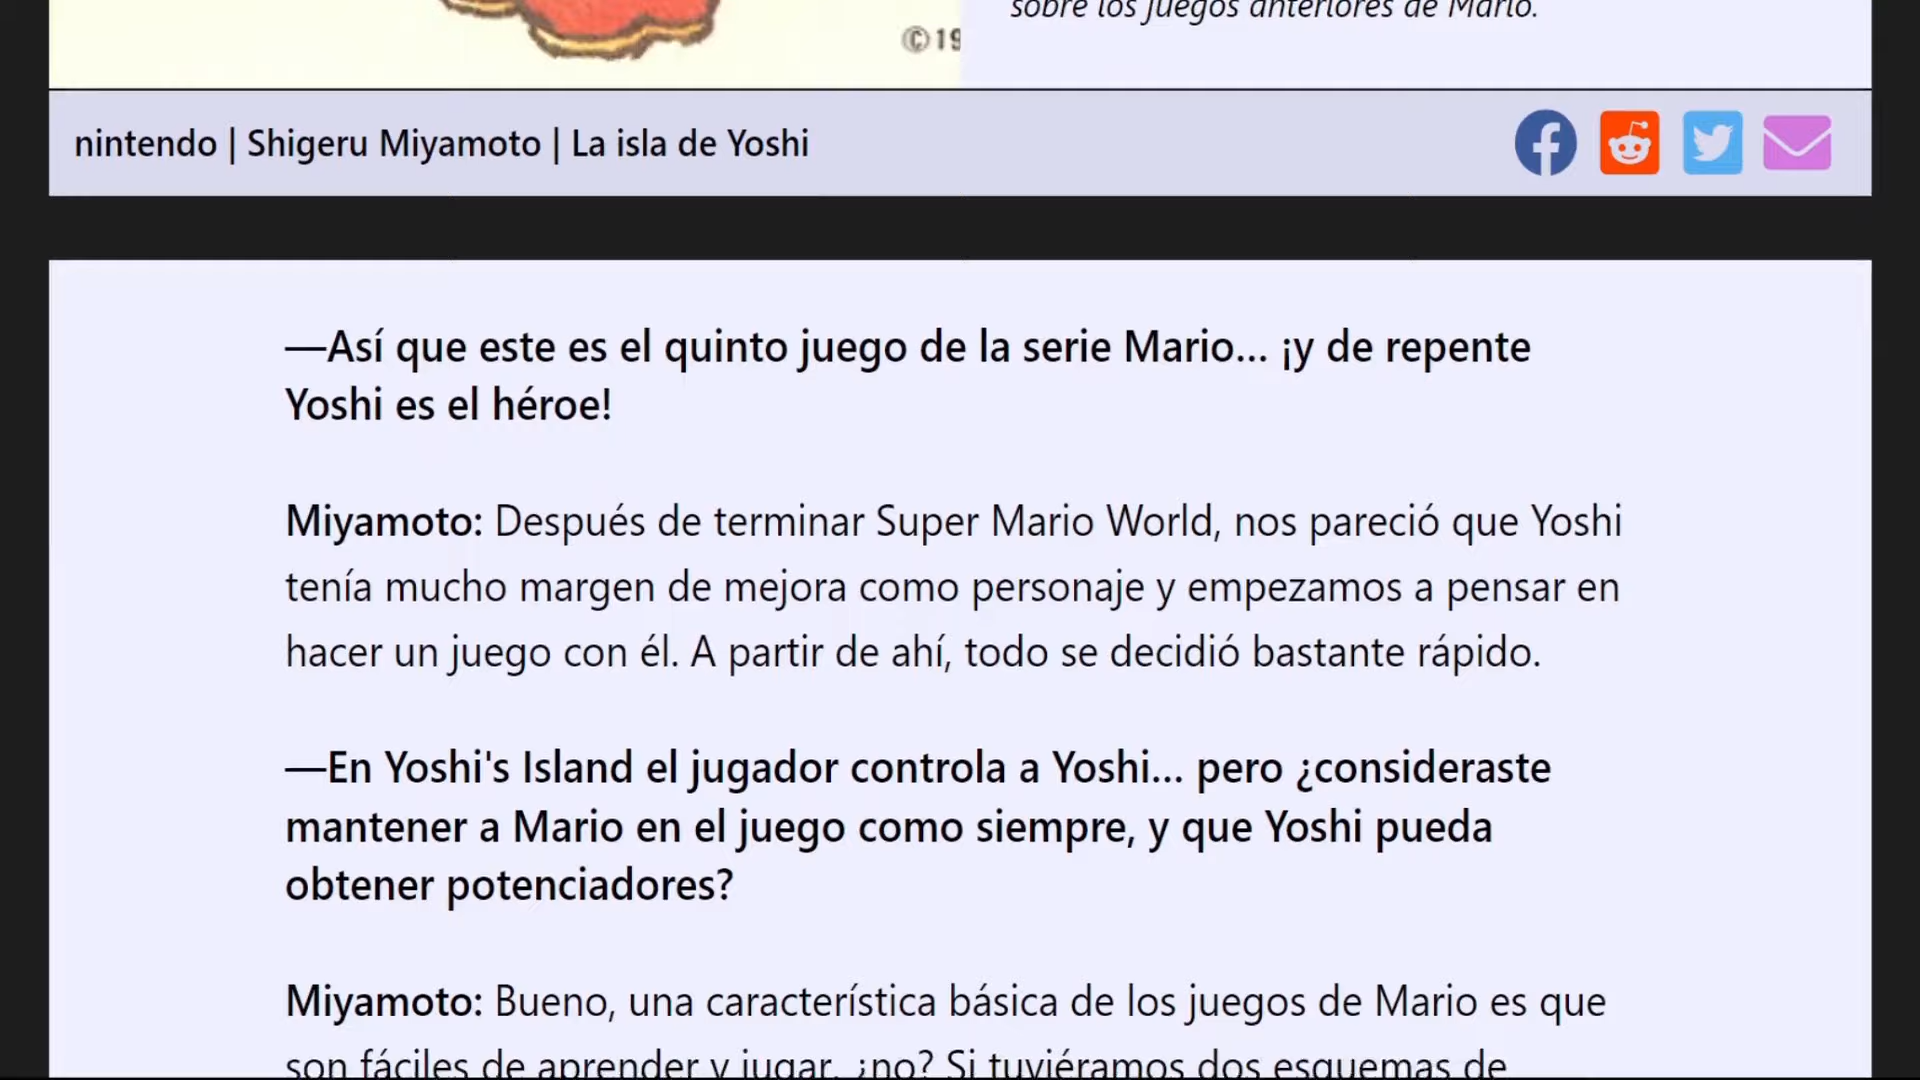 sobre los juegos anteriores de Mario.
©19
nintendo | Shigeru Miyamoto | La isla de Yoshi
—Así que este es el quinto juego de la serie Mario... ¡y de repente
Yoshi es el héroe!
Miyamoto: Después de terminar Super Mario World, nos pareció que Yoshi
tenía mucho margen de mejora como personaje y empezamos a pensar en
hacer un juego con él. A partir de ahí, todo se decidió bastante rápido.
—En Yoshi's Island el jugador controla a Yoshi... pero ¿consideraste
mantener a Mario en el juego como siempre, y que Yoshi pueda
obtener potenciadores?
Miyamoto: Bueno, una característica básica de los juegos de Mario es que
son fáciles de aprender y jugar, ¿no? Si tuviéramos dos esquemas de